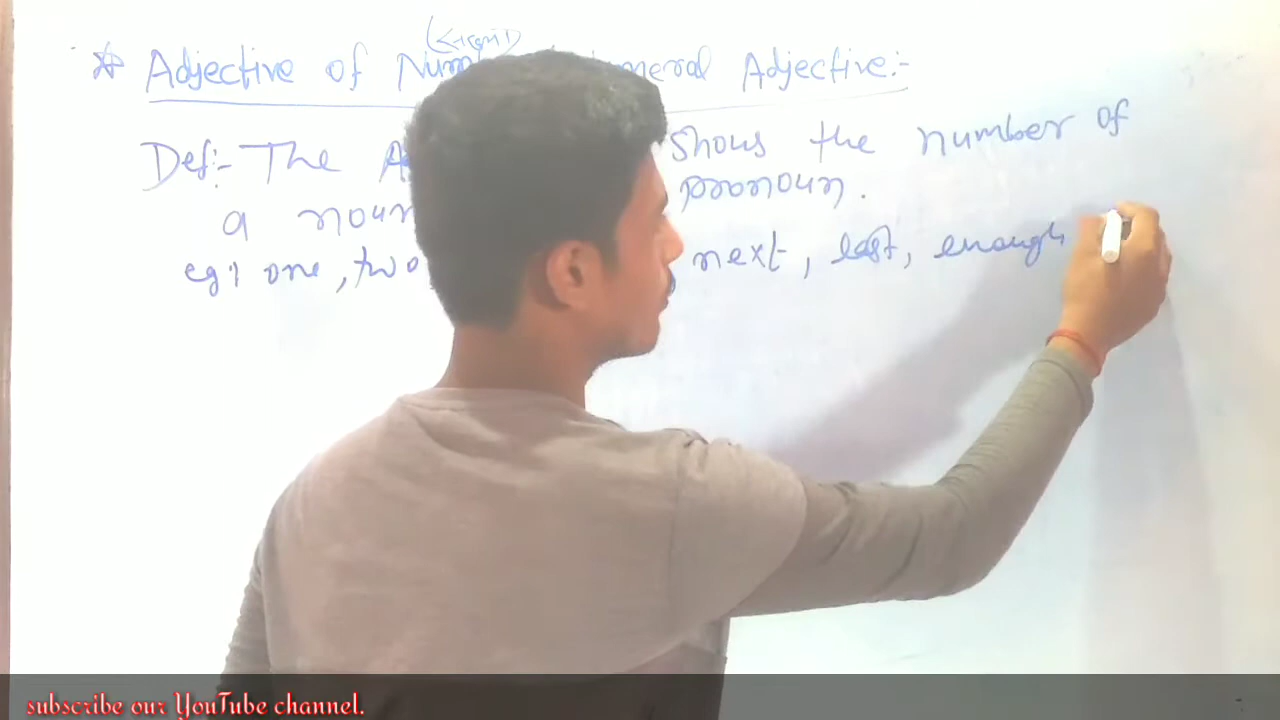 * Adjective of Num meral Adjective:-
Def:- The A shows the number of
a noun pronoun.
eg: one, two next, last, enough
subscribe our YouTube channel.